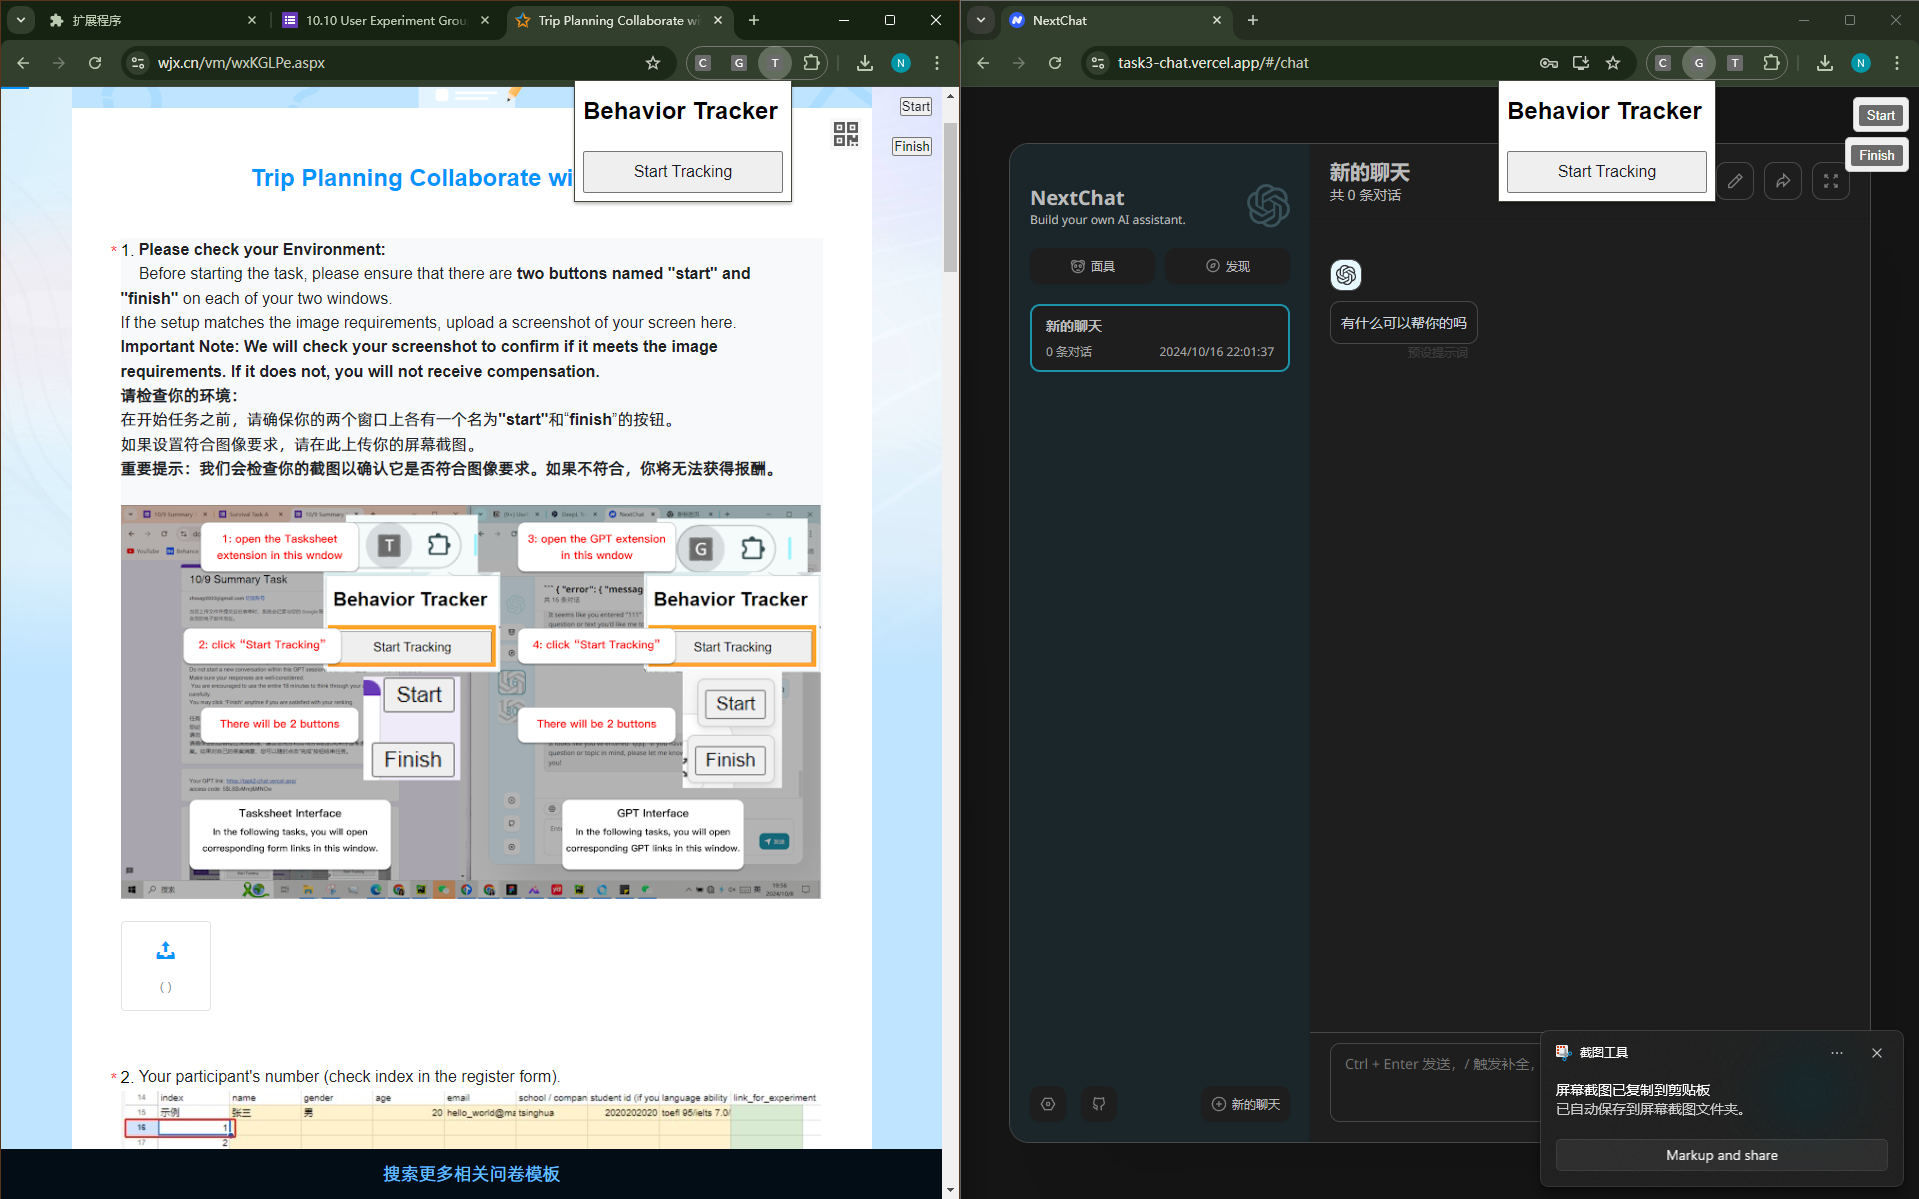 扩展程序
10.10 User Experiment Grou
Trip Planning Collaborate wi
wjx.cn/vm/wxKGLPe.aspx
C
G
T
N
Behavior Tracker
Start Tracking
Start
Finish
Trip Planning Collaborate wi
* 1. Please check your Environment:
Before starting the task, please ensure that there are two buttons named "start" and
"finish" on each of your two windows.
If the setup matches the image requirements, upload a screenshot of your screen here.
Important Note: We will check your screenshot to confirm if it meets the image
requirements. If it does not, you will not receive compensation.
请检查你的环境：
在开始任务之前，请确保你的两个窗口上各有一个名为"start"和“finish”的按钮。
如果设置符合图像要求，请在此上传你的屏幕截图。
重要提示：我们会检查你的截图以确认它是否符合图像要求。如果不符合，你将无法获得报酬。
1: open the Tasksheet
extension in this wndow
T
3: open the GPT extension
in this wndow
G
10/9 Summary Task
Behavior Tracker
2: click “Start Tracking”
Start Tracking
Behavior Tracker
4: click “Start Tracking”
Start Tracking
Start
There will be 2 buttons
Finish
Start
There will be 2 buttons
Finish
Tasksheet Interface
In the following tasks, you will open
corresponding form links in this window.
GPT Interface
In the following tasks, you will open
corresponding GPT links in this window.
19:56
2024/10/8
( )
* 2. Your participant's number (check index in the register form).
14 index name gender age email school / compan student id (if you language ability link_for_experiment
15 示例 张三 男 20 hello_world@ma tsinghua 2020202020 toefl 95/ielts 7.0/
16 1
17 2
搜索更多相关问卷模板
NextChat
task3-chat.vercel.app/#/chat
C
G
T
N
Behavior Tracker
Start Tracking
Start
Finish
NextChat
Build your own AI assistant.
面具
发现
新的聊天
0 条对话 2024/10/16 22:01:37
新的聊天
共 0 条对话
有什么可以帮你的吗
预设提示词
Ctrl + Enter 发送，/ 触发补全，
新的聊天
截图工具
屏幕截图已复制到剪贴板
已自动保存到屏幕截图文件夹。
Markup and share